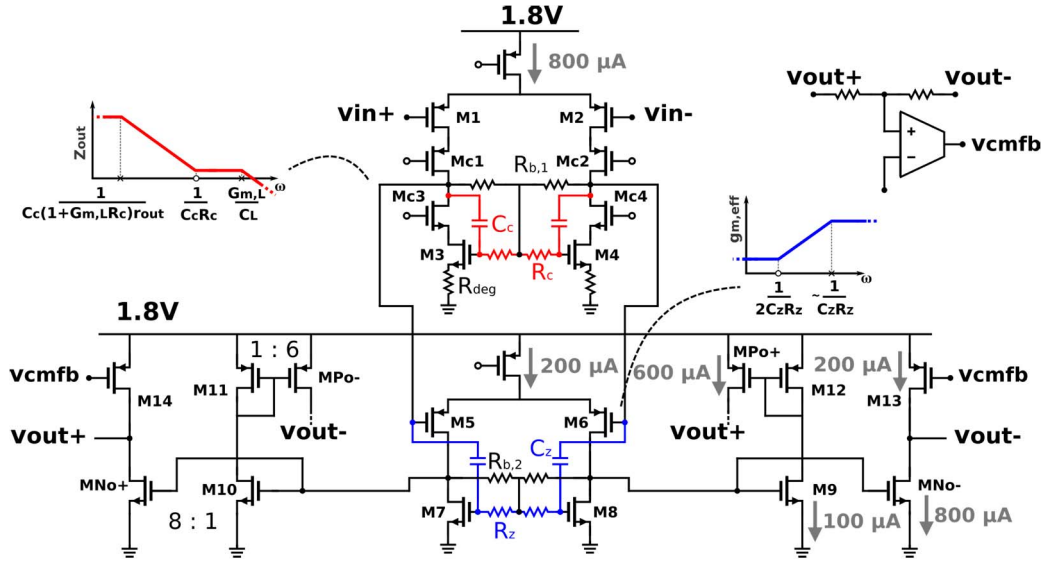 1.8V
800 µA
vin+
M1
M2
vin-
vout+
vout-
+
−
vcmfb
Mc1
Rb,1
Mc2
Zout
ω
1
Cc(1+Gm,LRc)rout
1
CcRc
Gm,L
CL
Mc3
Mc4
Cc
M3
M4
Rc
Rdeg
gm,eff
ω
1
2CzRz
~1
CzRz
1.8V
1 : 6
vcmfb
M14
M11
MPo-
200 µA
600 µA
MPo+
200 µA
M12
M13
vcmfb
vout+
vout-
M5
M6
Cz
vout+
vout-
Rb,2
MNo+
M10
8 : 1
M7
Rz
M8
M9
100 µA
MNo-
800 µA